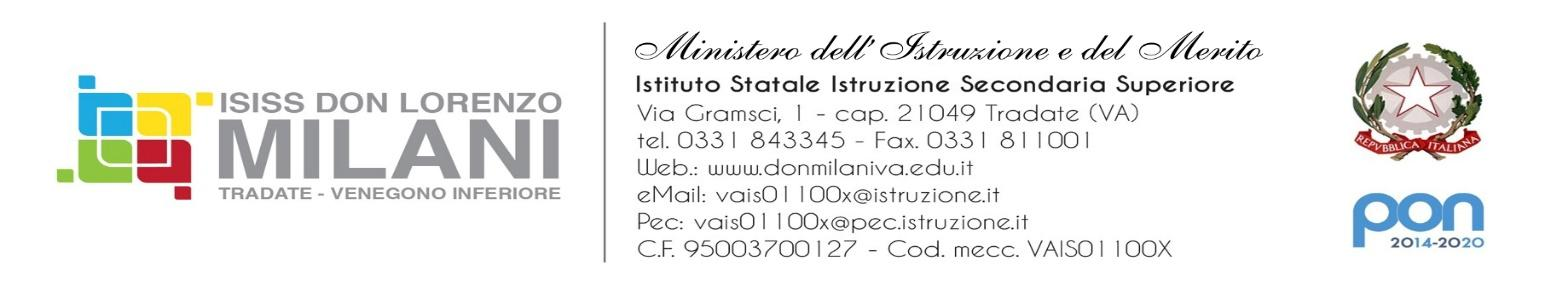 ISISS DON LORENZO
MILANI
TRADATE - VENEGONO INFERIORE
Ministero dell' Istruzione e del Merito
Istituto Statale Istruzione Secondaria Superiore
Via Gramsci, 1 - cap. 21049 Tradate (VA)
tel. 0331 843345 - Fax. 0331 811001
Web.: www.donmilaniva.edu.it
eMail: vais01100x@istruzione.it
Pec: vais01100x@pec.istruzione.it
C.F. 95003700127 - Cod. mecc. VAIS01100X
REPVBBLICA ITALIANA
pon
2014-2020